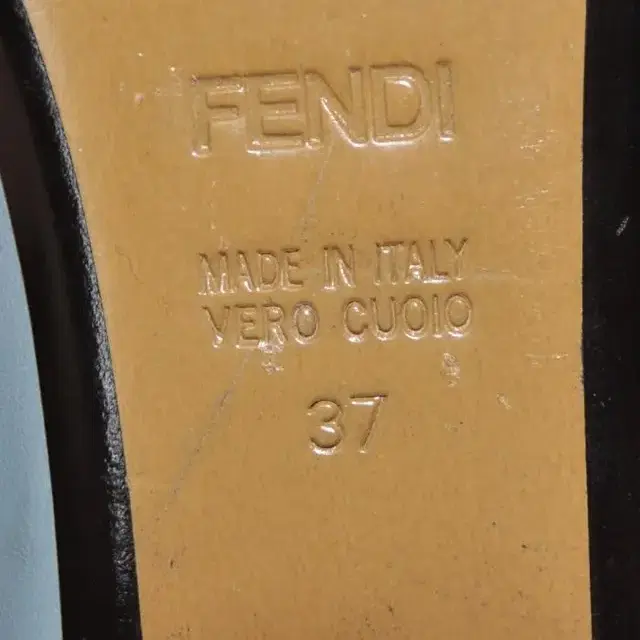 FENDI
MADE IN ITALY
VERO CUOIO
37